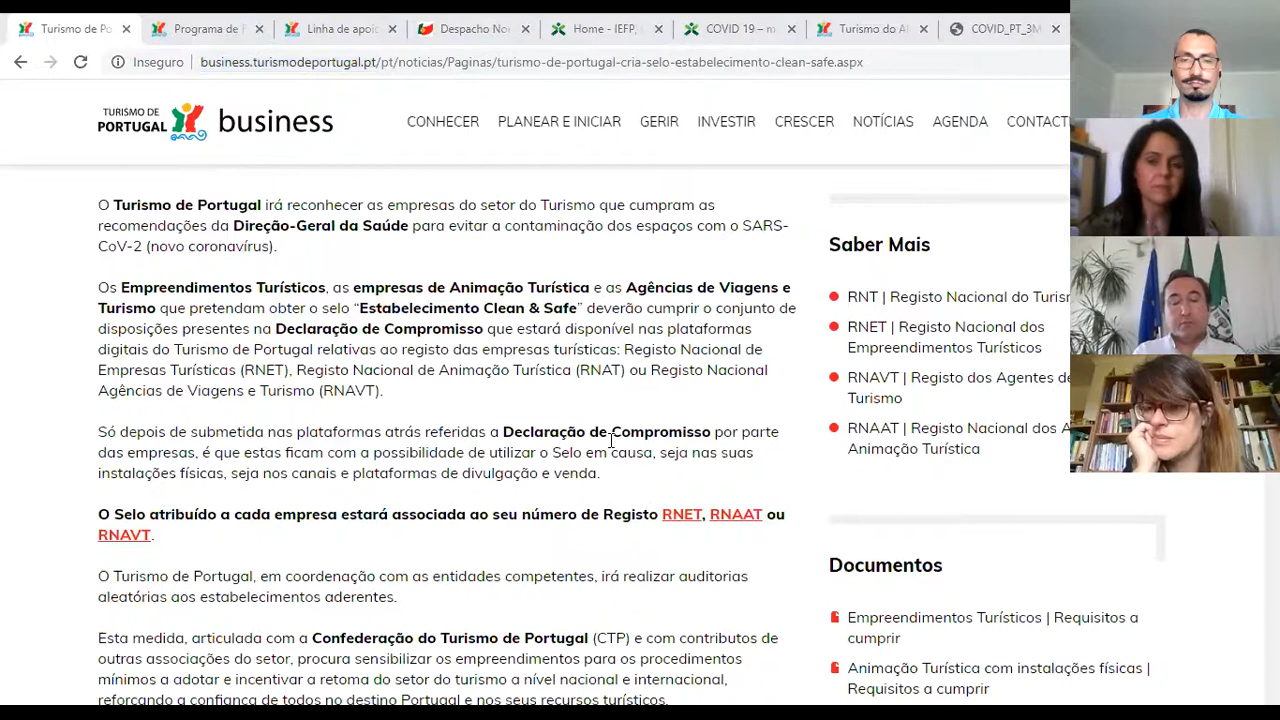 Turismo de Po
Programa de F
Linha de apoi
Despacho Nor
Home - IEFP,
COVID 19 – m
Turismo do Al
COVID_PT_3M
Inseguro
business.turismodeportugal.pt/pt/noticias/Paginas/turismo-de-portugal-cria-selo-estabelecimento-clean-safe.aspx
TURISMO DE
PORTUGAL
business
CONHECER PLANEAR E INICIAR GERIR INVESTIR CRESCER NOTÍCIAS AGENDA CONTACT
O Turismo de Portugal irá reconhecer as empresas do setor do Turismo que cumpram as
recomendações da Direção-Geral da Saúde para evitar a contaminação dos espaços com o SARS-
CoV-2 (novo coronavírus).
Os Empreendimentos Turísticos, as empresas de Animação Turística e as Agências de Viagens e
Turismo que pretendam obter o selo “Estabelecimento Clean & Safe” deverão cumprir o conjunto de
disposições presentes na Declaração de Compromisso que estará disponível nas plataformas
digitais do Turismo de Portugal relativas ao registo das empresas turísticas: Registo Nacional de
Empresas Turísticas (RNET), Registo Nacional de Animação Turística (RNAT) ou Registo Nacional
Agências de Viagens e Turismo (RNAVT).
Só depois de submetida nas plataformas atrás referidas a Declaração de Compromisso por parte
das empresas, é que estas ficam com a possibilidade de utilizar o Selo em causa, seja nas suas
instalações físicas, seja nos canais e plataformas de divulgação e venda.
O Selo atribuído a cada empresa estará associada ao seu número de Registo RNET, RNAAT ou
RNAVT.
O Turismo de Portugal, em coordenação com as entidades competentes, irá realizar auditorias
aleatórias aos estabelecimentos aderentes.
Esta medida, articulada com a Confederação do Turismo de Portugal (CTP) e com contributos de
outras associações do setor, procura sensibilizar os empreendimentos para os procedimentos
mínimos a adotar e incentivar a retoma do setor do turismo a nível nacional e internacional,
reforçando a confiança de todos no destino Portugal e nos seus recursos turísticos.
Saber Mais
RNT | Registo Nacional do Turism
RNET | Registo Nacional dos
Empreendimentos Turísticos
RNAVT | Registo dos Agentes de
Turismo
RNAAT | Registo Nacional dos A
Animação Turística
Documentos
Empreendimentos Turísticos | Requisitos a
cumprir
Animação Turística com instalações físicas |
Requisitos a cumprir